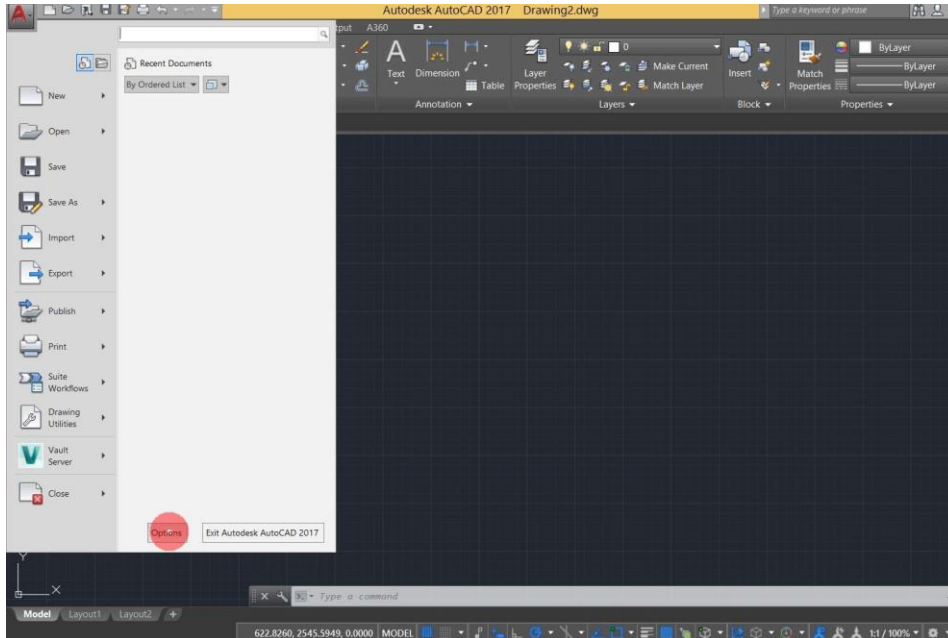 Autodesk AutoCAD 2017 Drawing2.dwg
Type a keyword or phrase
A360
Recent Documents
By Ordered List
New
Open
Save
Save As
Import
Export
Publish
Print
Suite
Workflows
Drawing
Utilities
Vault
Server
Close
Options
Exit Autodesk AutoCAD 2017
Text
Dimension
Table
Annotation
Layer
Properties
0
Make Current
Match Layer
Layers
Insert
Block
Match
Properties
ByLayer
ByLayer
ByLayer
Properties
Y
X
Type a command
Model Layout1 Layout2 +
622.8260, 2545.5949, 0.0000 MODEL
1:1 / 100%